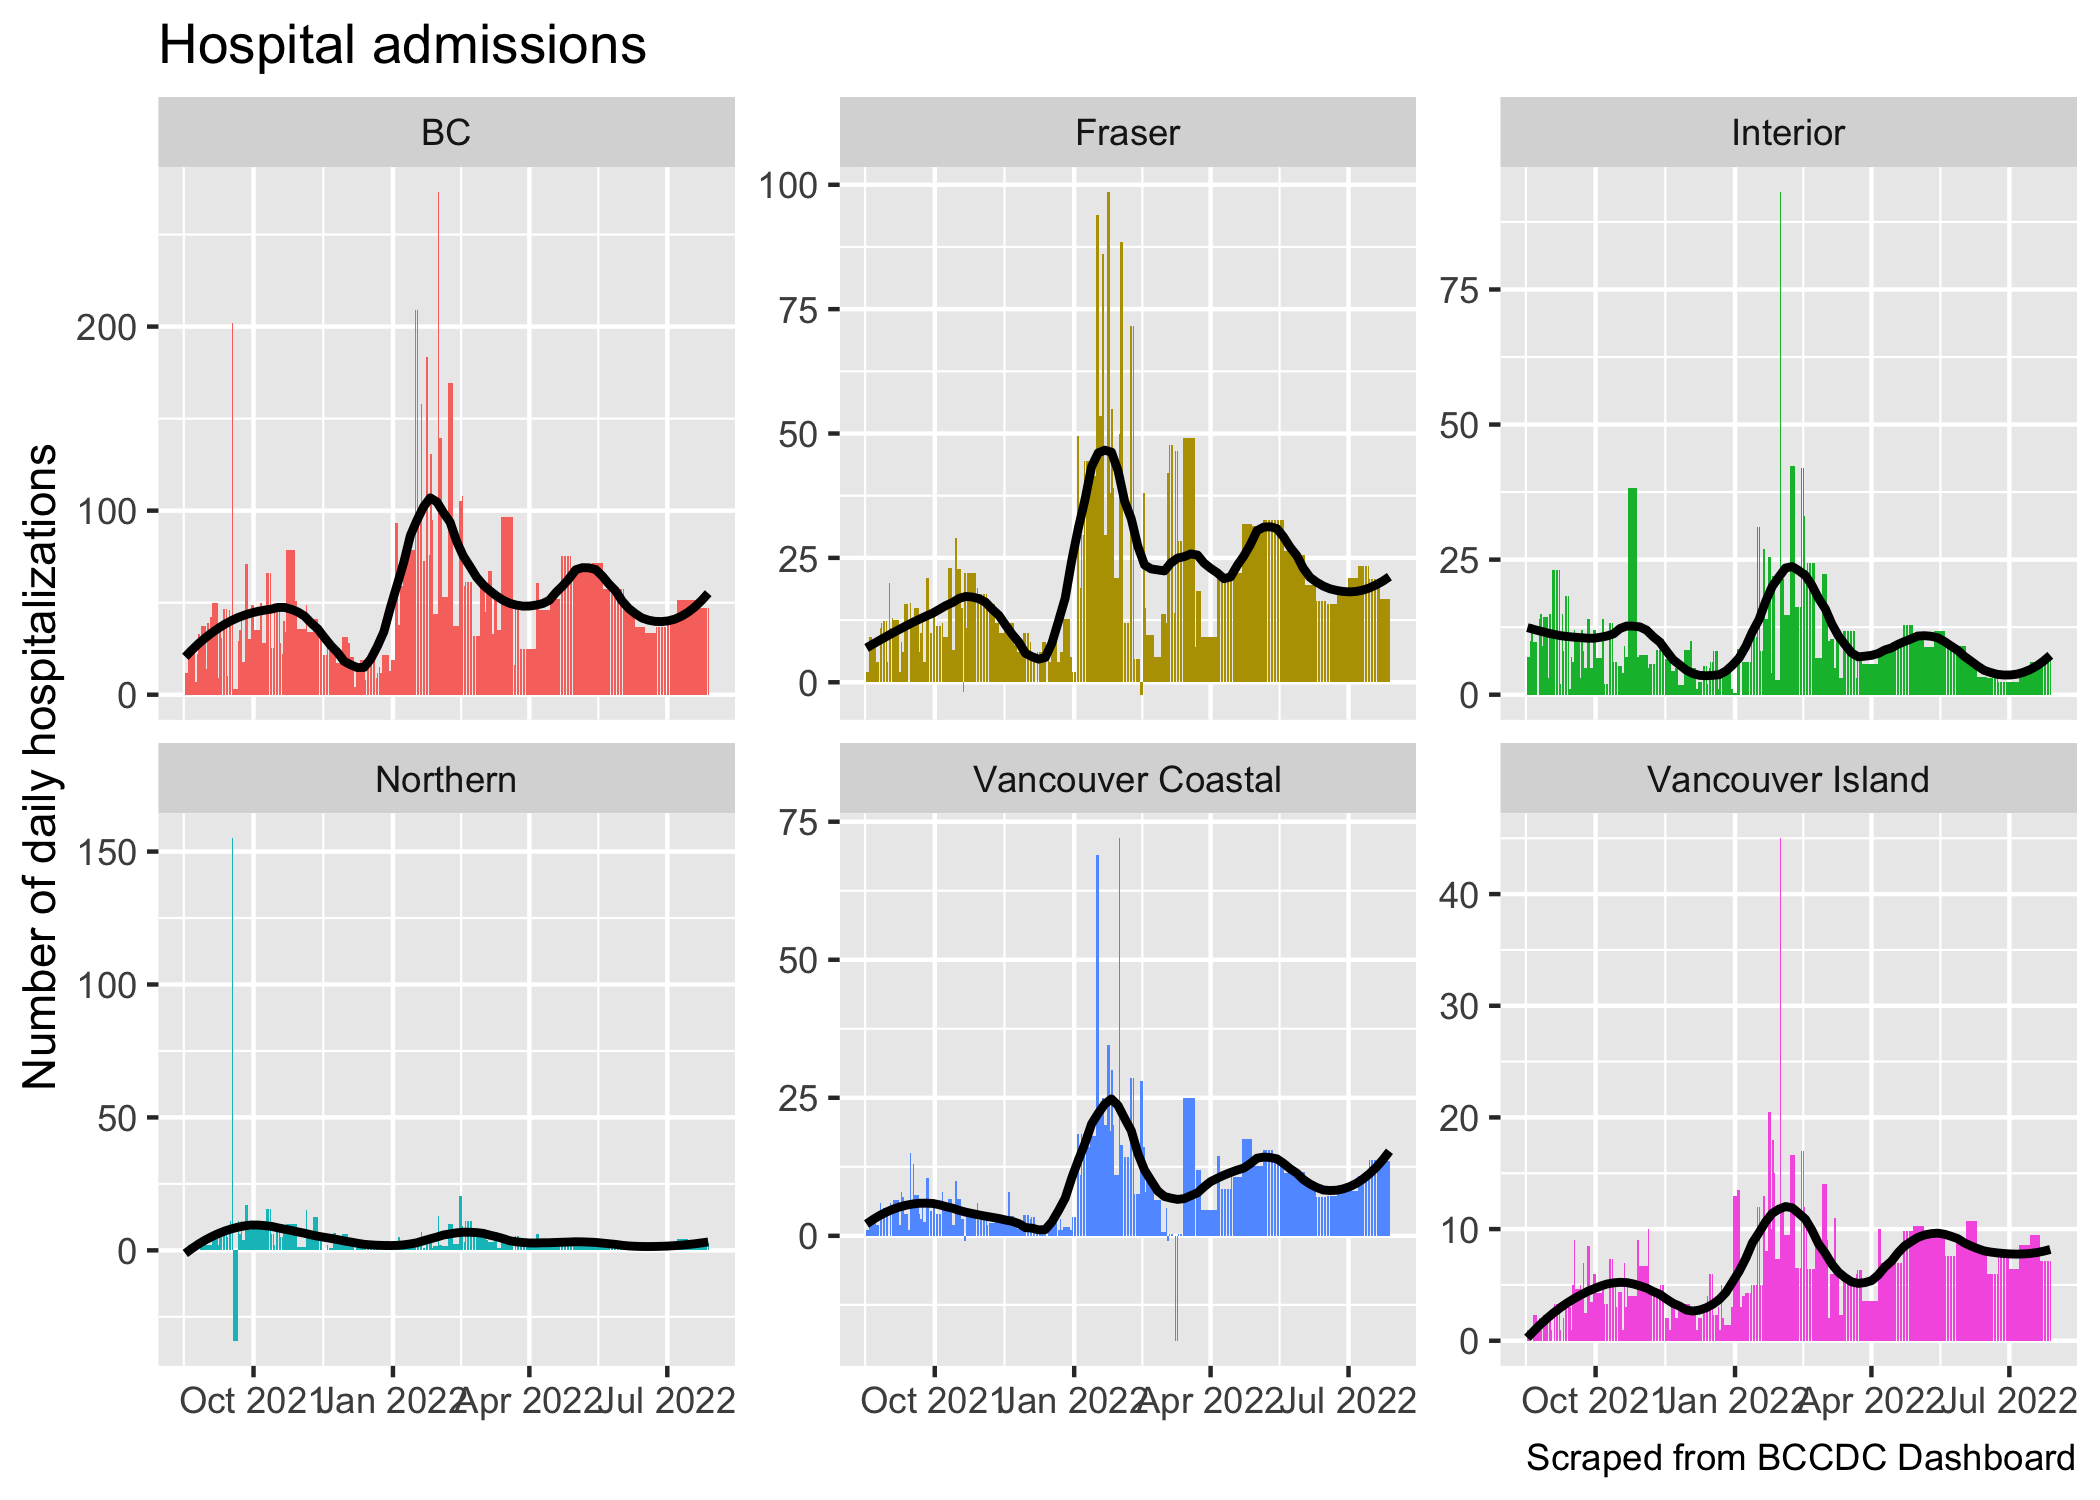 Hospital admissions
BC
Fraser
Interior
200
100
0
100
75
50
25
0
75
50
25
0
Number of daily hospitalizations
Northern
Vancouver Coastal
Vancouver Island
150
100
50
0
75
50
25
0
40
30
20
10
0
Oct 2021 Jan 2022 Apr 2022 Jul 2022
Oct 2021 Jan 2022 Apr 2022 Jul 2022
Oct 2021 Jan 2022 Apr 2022 Jul 2022
Scraped from BCCDC Dashboard